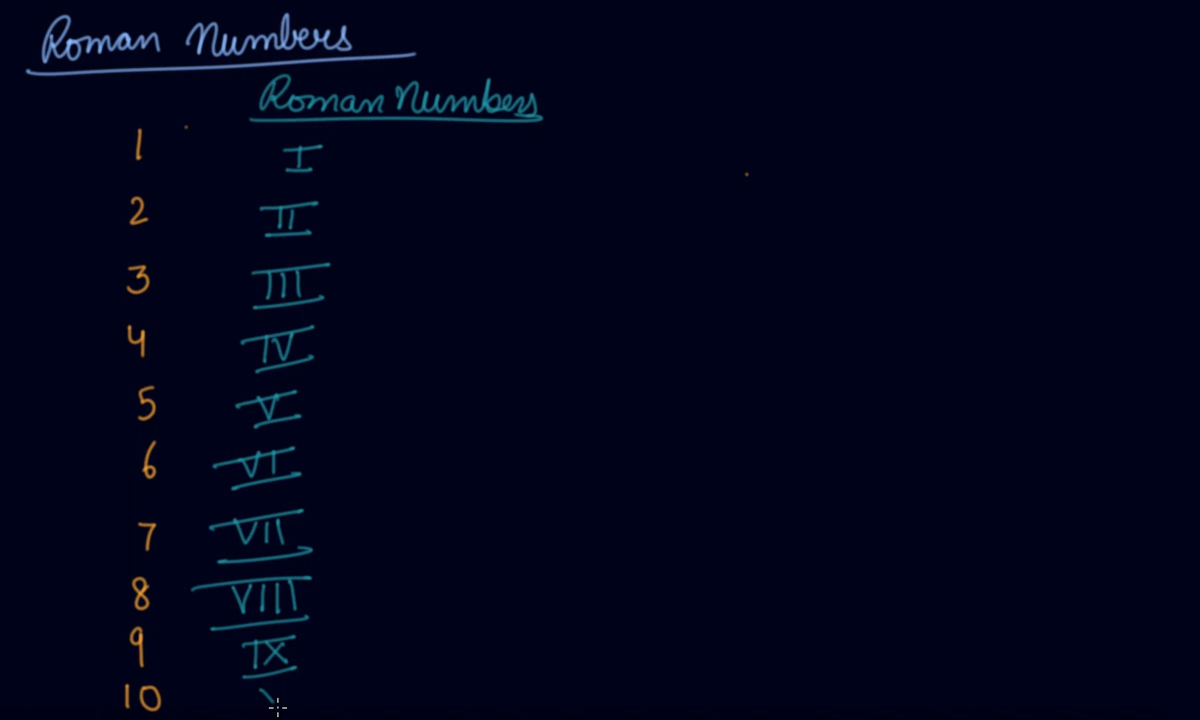 Roman Numbers
Roman Numbers
1 I
2 II
3 III
4 IV
5 V
6 VI
7 VII
8 VIII
9 IX
10